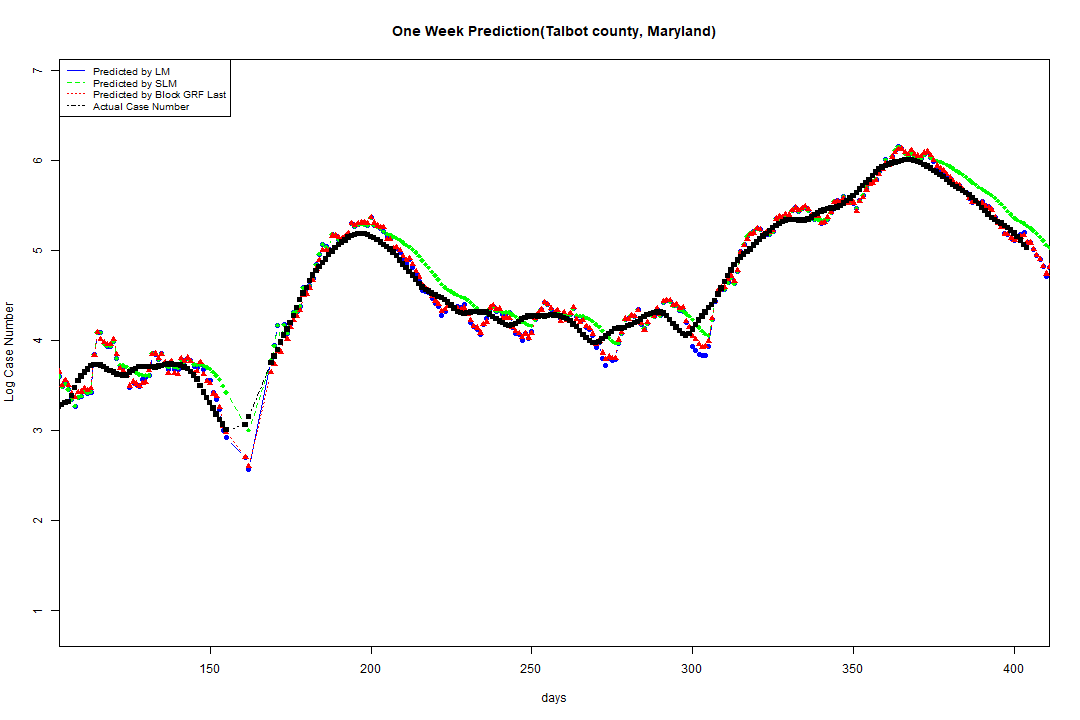 One Week Prediction(Talbot county, Maryland)
Predicted by LM
Predicted by SLM
Predicted by Block GRF Last
Actual Case Number
7
6
5
4
3
2
1
Log Case Number
150
200
250
300
350
400
days